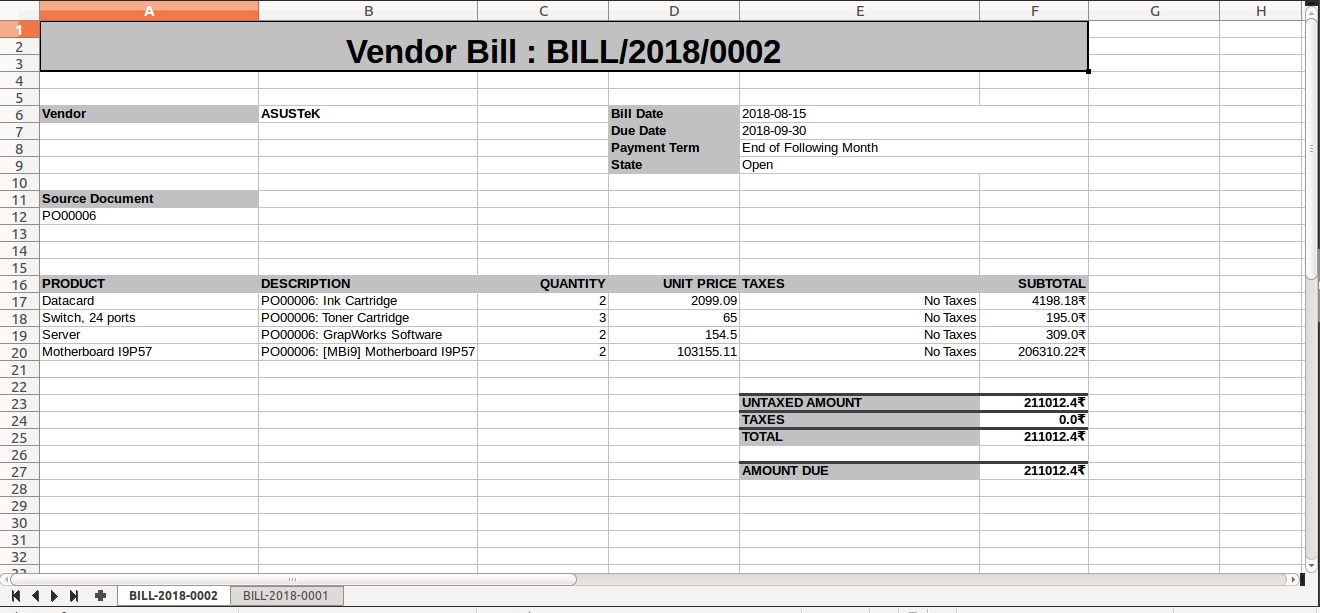 A B C D E F G H
1
2 Vendor Bill : BILL/2018/0002
3
4
5
6 Vendor ASUSTeK Bill Date 2018-08-15
7 Due Date 2018-09-30
8 Payment Term End of Following Month
9 State Open
10
11 Source Document
12 PO00006
13
14
15
16 PRODUCT DESCRIPTION QUANTITY UNIT PRICE TAXES SUBTOTAL
17 Datacard PO00006: Ink Cartridge 2 2099.09 No Taxes 4198.18₹
18 Switch, 24 ports PO00006: Toner Cartridge 3 65 No Taxes 195.0₹
19 Server PO00006: GrapWorks Software 2 154.5 No Taxes 309.0₹
20 Motherboard I9P57 PO00006: [MBi9] Motherboard I9P57 2 103155.11 No Taxes 206310.22₹
21
22
23 UNTAXED AMOUNT 211012.4₹
24 TAXES 0.0₹
25 TOTAL 211012.4₹
26
27 AMOUNT DUE 211012.4₹
28
29
30
31
32
BILL-2018-0002 BILL-2018-0001